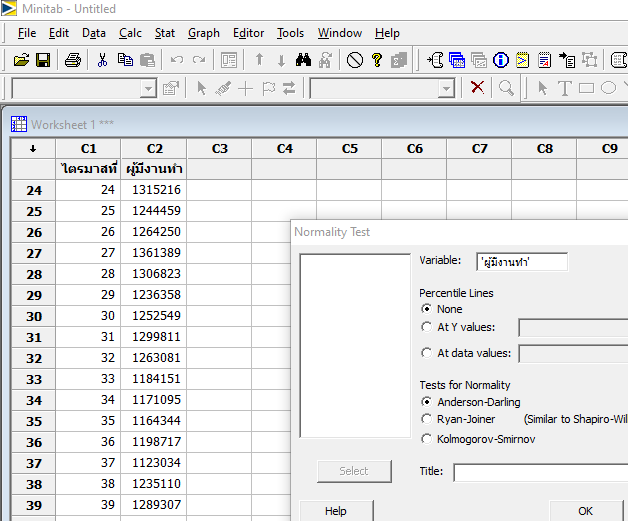 Minitab - Untitled
File Edit Data Calc Stat Graph Editor Tools Window Help
Worksheet 1 ***
C1 C2 C3 C4 C5 C6 C7 C8 C9
ไตรมาสที่ ผู้มีงานทำ
24 24 1315216
25 25 1244459
26 26 1264250
27 27 1361389
28 28 1306823
29 29 1236358
30 30 1252549
31 31 1299811
32 32 1263081
33 33 1184151
34 34 1171095
35 35 1164344
36 36 1198717
37 37 1123034
38 38 1235110
39 39 1289307
Normality Test
Variable: 'ผู้มีงานทำ'
Percentile Lines
None
At Y values:
At data values:
Tests for Normality
Anderson-Darling
Ryan-Joiner (Similar to Shapiro-Wil
Kolmogorov-Smirnov
Select
Title:
Help OK